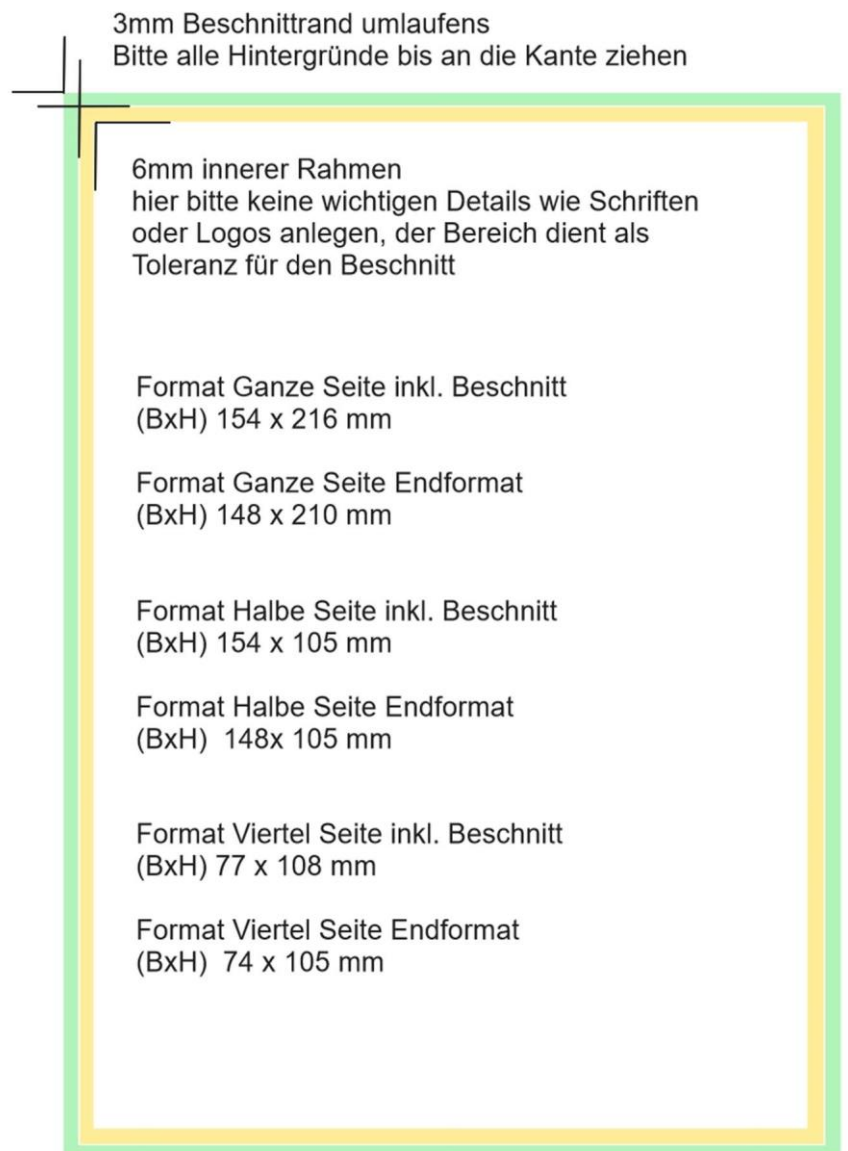 3mm Beschnittrand umlaufens
Bitte alle Hintergründe bis an die Kante ziehen
6mm innerer Rahmen
hier bitte keine wichtigen Details wie Schriften
oder Logos anlegen, der Bereich dient als
Toleranz für den Beschnitt
Format Ganze Seite inkl. Beschnitt
(BxH) 154 x 216 mm
Format Ganze Seite Endformat
(BxH) 148 x 210 mm
Format Halbe Seite inkl. Beschnitt
(BxH) 154 x 105 mm
Format Halbe Seite Endformat
(BxH)  148x 105 mm
Format Viertel Seite inkl. Beschnitt
(BxH) 77 x 108 mm
Format Viertel Seite Endformat
(BxH)  74 x 105 mm